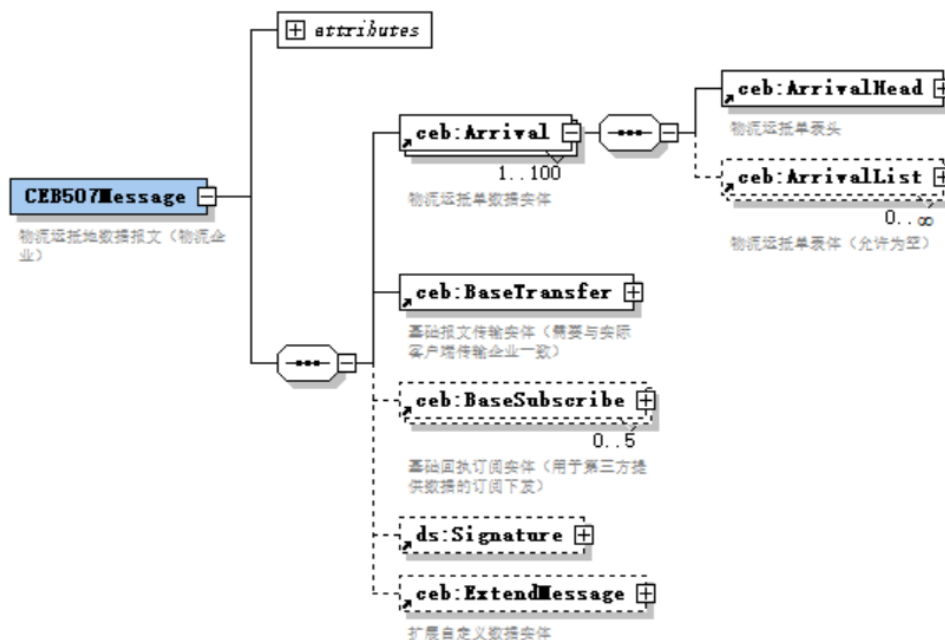 attributes
ceb:ArrivalHead
物流运抵单表头
ceb:Arrival
1..100
物流运抵单数据实体
ceb:ArrivalList
0..∞
物流运抵单表体（允许为空）
CEB507Message
物流运抵地数据报文（物流企
业）
ceb:BaseTransfer
基础报文传输实体（需要与实际
客户端传输企业一致）
ceb:BaseSubscribe
0..5
基础回执订阅实体（用于第三方提
供数据的订阅下发）
ds:Signature
ceb:ExtendMessage
扩展自定义数据实体